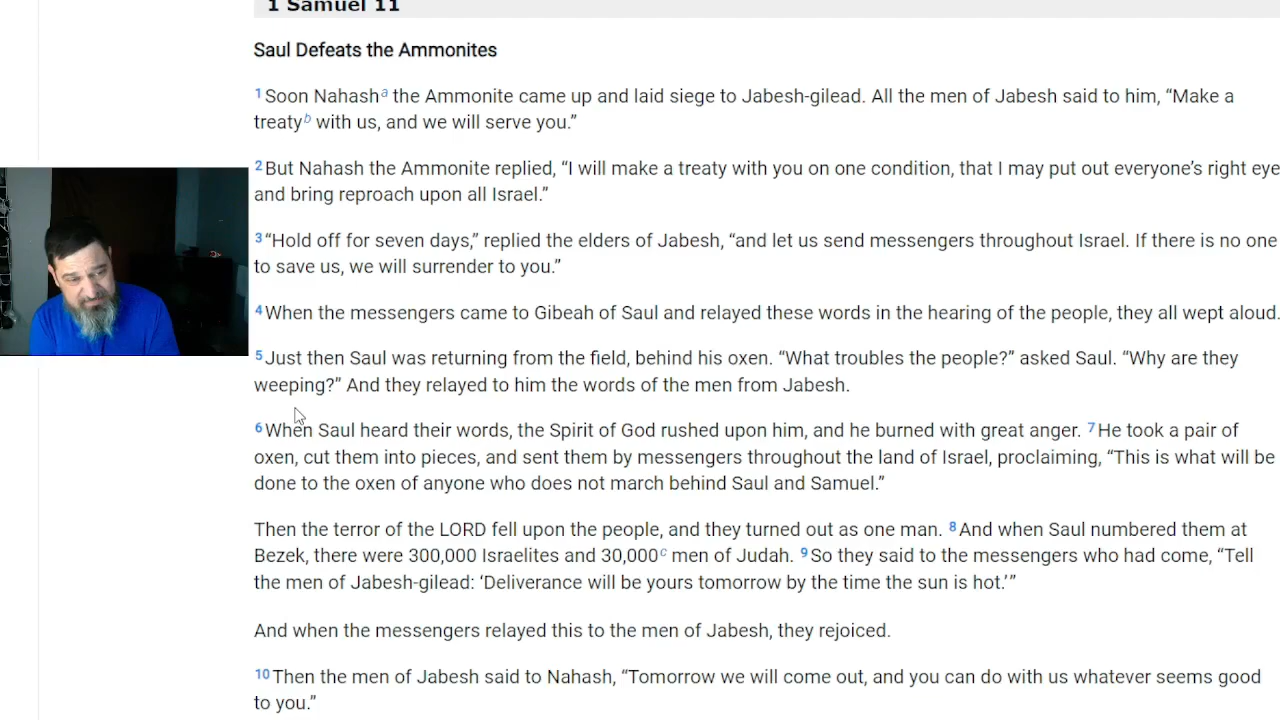 1 Samuel 11
Saul Defeats the Ammonites
1 Soon Nahash a the Ammonite came up and laid siege to Jabesh-gilead. All the men of Jabesh said to him, “Make a
treaty b with us, and we will serve you.”
2 But Nahash the Ammonite replied, “I will make a treaty with you on one condition, that I may put out everyone’s right eye
and bring reproach upon all Israel.”
3 “Hold off for seven days,” replied the elders of Jabesh, “and let us send messengers throughout Israel. If there is no one
to save us, we will surrender to you.”
4 When the messengers came to Gibeah of Saul and relayed these words in the hearing of the people, they all wept aloud.
5 Just then Saul was returning from the field, behind his oxen. “What troubles the people?” asked Saul. “Why are they
weeping?” And they relayed to him the words of the men from Jabesh.
6 When Saul heard their words, the Spirit of God rushed upon him, and he burned with great anger. 7 He took a pair of
oxen, cut them into pieces, and sent them by messengers throughout the land of Israel, proclaiming, “This is what will be
done to the oxen of anyone who does not march behind Saul and Samuel.”
Then the terror of the LORD fell upon the people, and they turned out as one man. 8 And when Saul numbered them at
Bezek, there were 300,000 Israelites and 30,000 c men of Judah. 9 So they said to the messengers who had come, “Tell
the men of Jabesh-gilead: ‘Deliverance will be yours tomorrow by the time the sun is hot.’”
And when the messengers relayed this to the men of Jabesh, they rejoiced.
10 Then the men of Jabesh said to Nahash, “Tomorrow we will come out, and you can do with us whatever seems good
to you.”